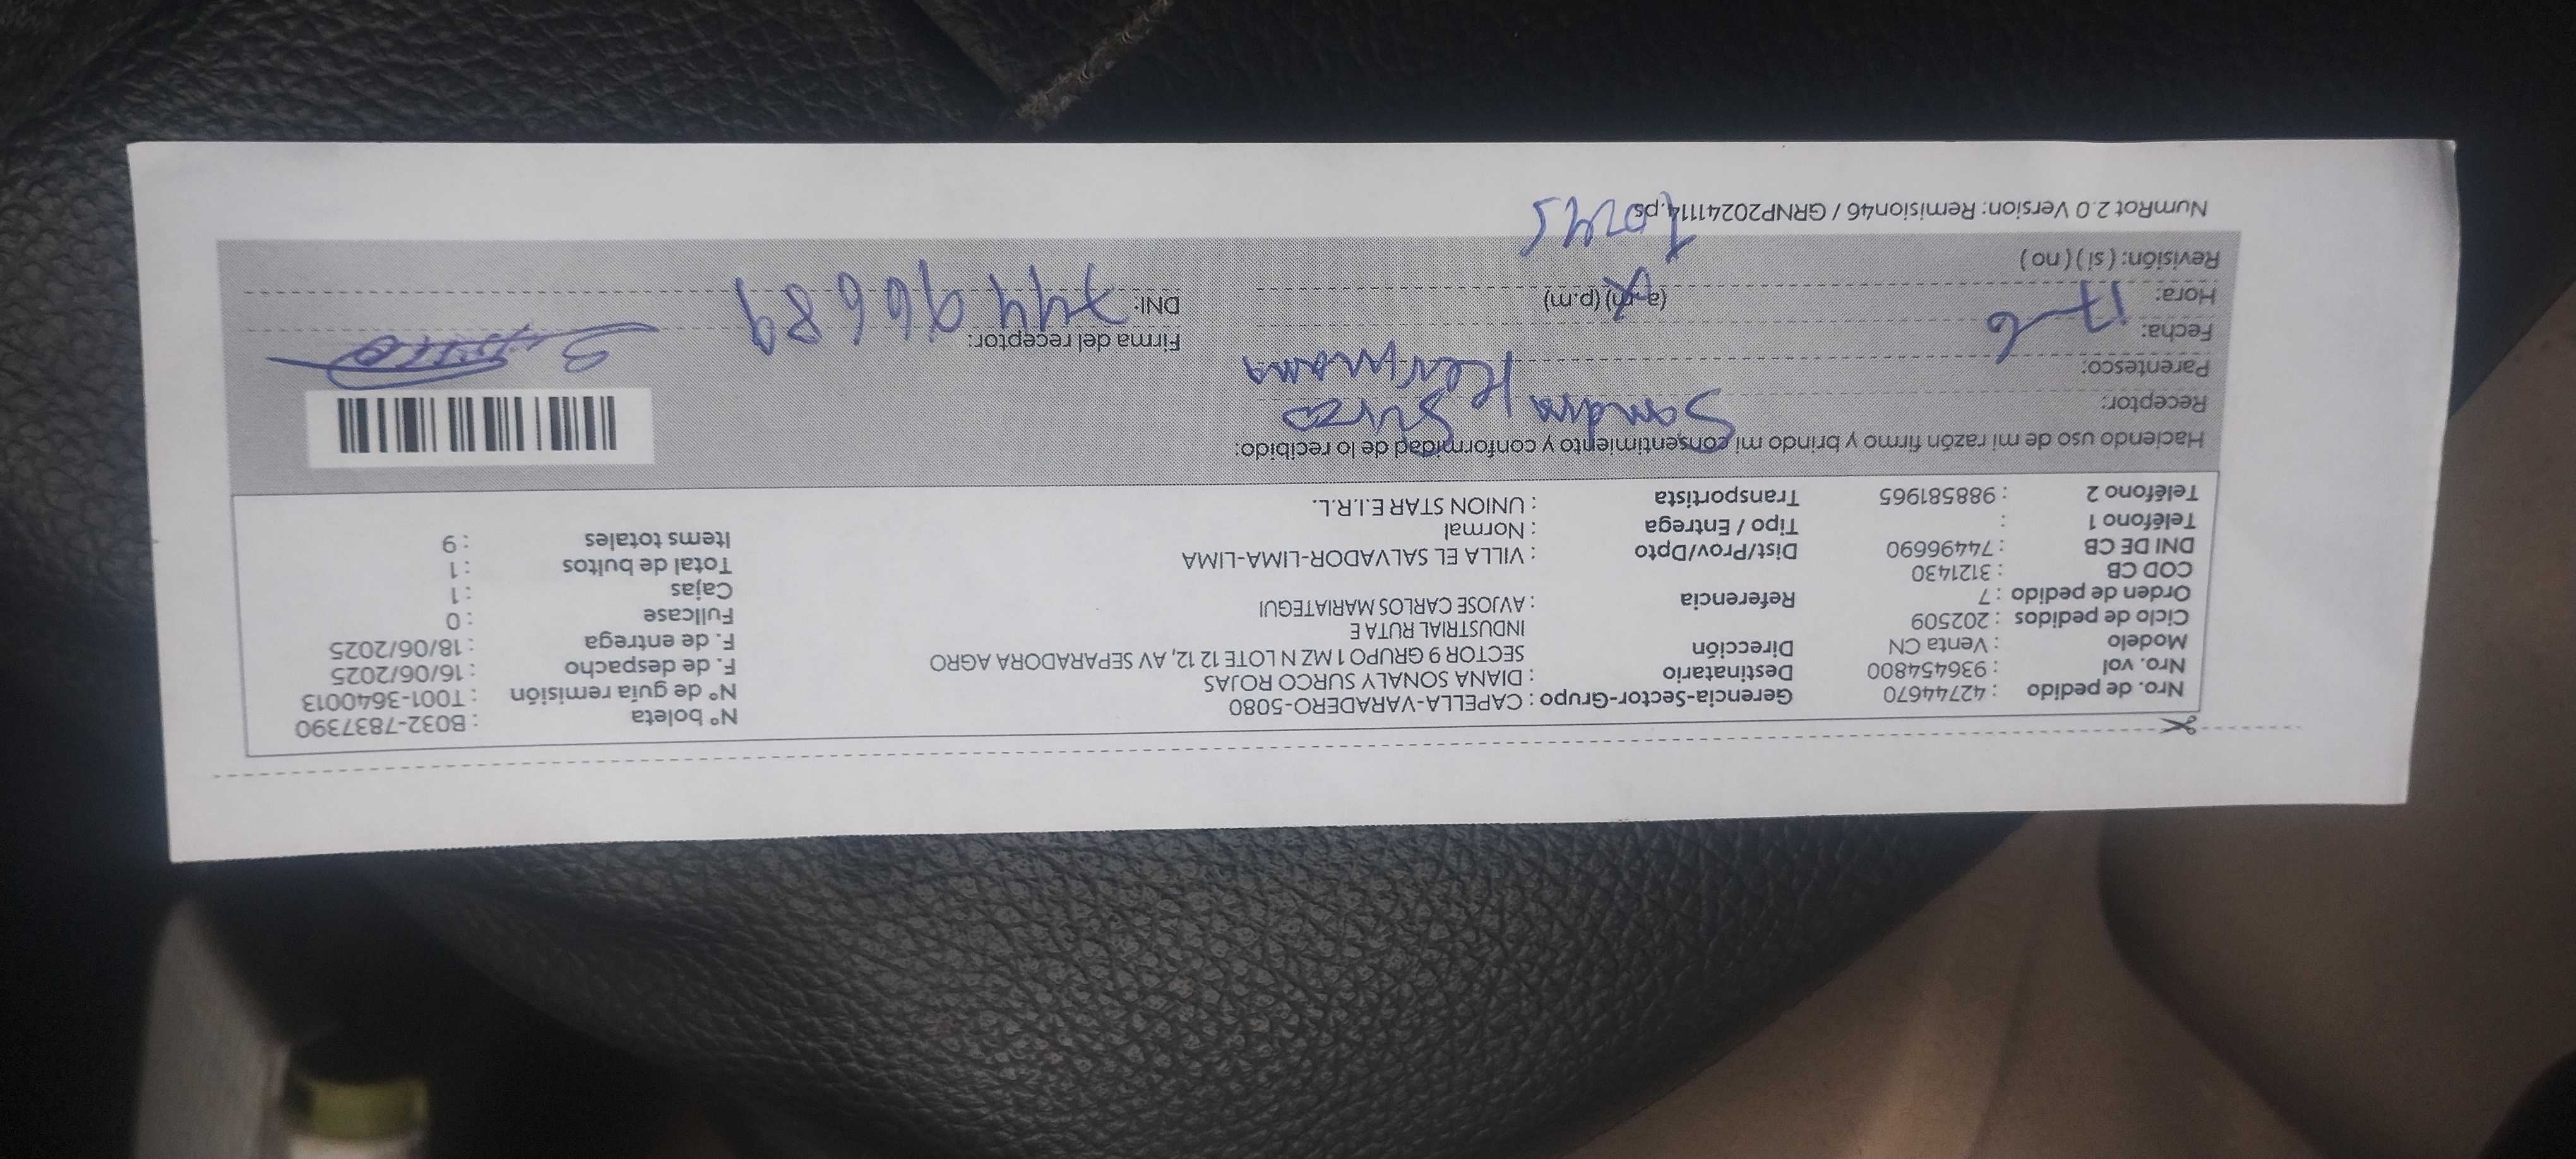 Nro. de pedido : 42744670 Gerencia-Sector-Grupo : CAPELLA-VARADERO-5080 N° boleta : B032-7837390
Nro. vol : 936454800 Destinatario : DIANA SONALY SURCO ROJAS N° de guía remisión : T001-3640013
Modelo : Venta CN Dirección SECTOR 9 GRUPO 1 MZ N LOTE 12 12, AV SEPARADORA AGRO F. de despacho : 16/06/2025
INDUSTRIAL RUTA E F. de entrega : 18/06/2025
Ciclo de pedidos : 202509 Referencia : AVJOSE CARLOS MARIATEGUI Fullcase : 0
Orden de pedido : 7 Cajas : 1
COD CB : 3121430 Dist/Prov/Dpto : VILLA EL SALVADOR-LIMA-LIMA Total de bultos : 1
DNI DE CB : 74496690 Tipo / Entrega : Normal Items totales : 9
Teléfono 1 : Transportista : UNION STAR E.I.R.L.
Teléfono 2 : 988581965
Haciendo uso de mi razón firmo y brindo mi consentimiento y conformidad de lo recibido:
Receptor: Sandra Surco
Parentesco: Hermana
Fecha: 17-6 Firma del receptor:
Hora: (a.m) (p.m) DNI: 74496689
Revisión: ( si ) ( no )
10:45
NumRot 2.0 Version: Remision46 / GRNP20241114.ps